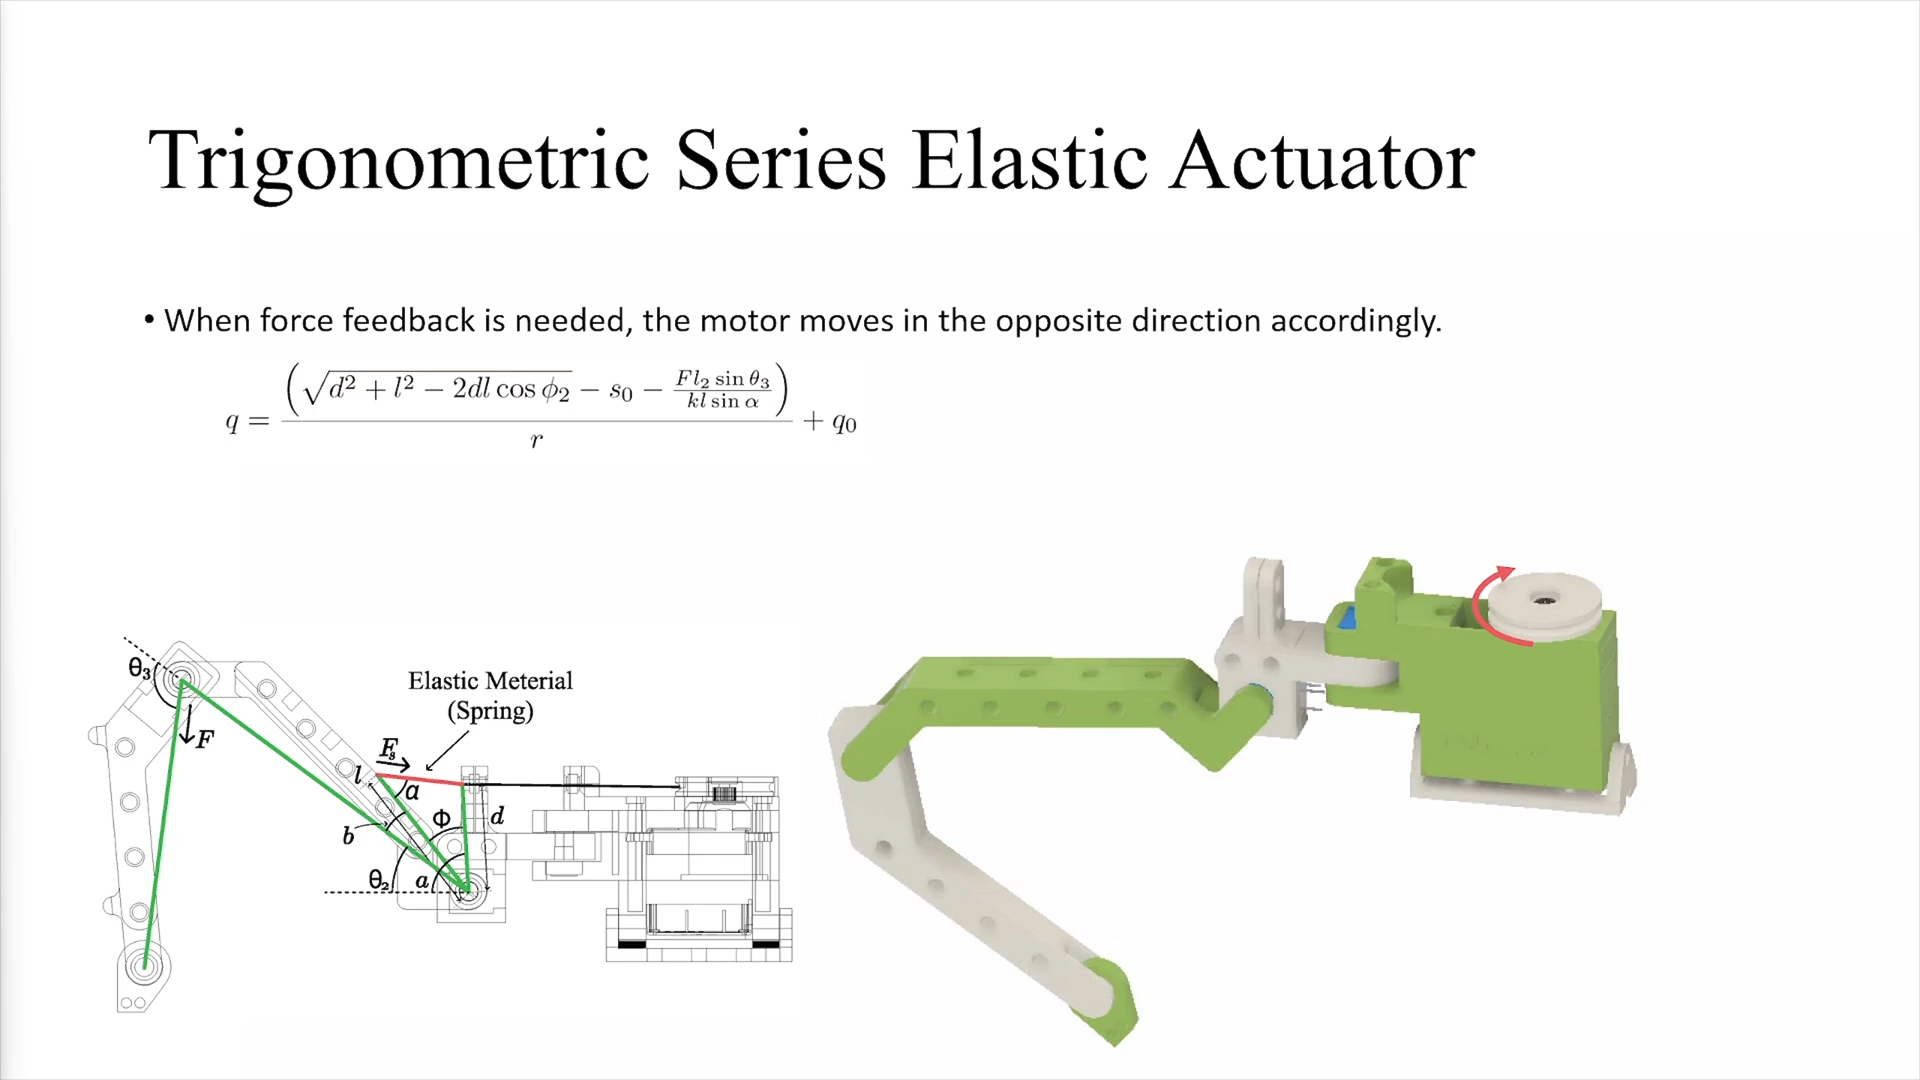 Trigonometric Series Elastic Actuator
• When force feedback is needed, the motor moves in the opposite direction accordingly.
q = (√(d² + l² − 2dl cos ϕ₂) − s₀ − (Fl₂ sin θ₃)/(kl sin α)) / r + q₀
Elastic Meterial
(Spring)
θ₃
F
Fₛ
l
a
Φ
d
b
θ₂
a